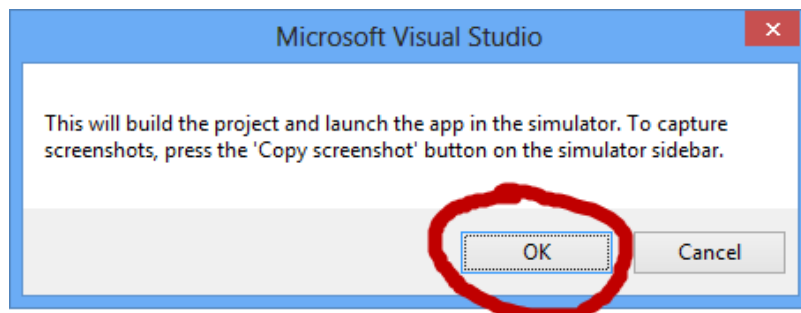 Microsoft Visual Studio
This will build the project and launch the app in the simulator. To capture
screenshots, press the 'Copy screenshot' button on the simulator sidebar.
OK
Cancel